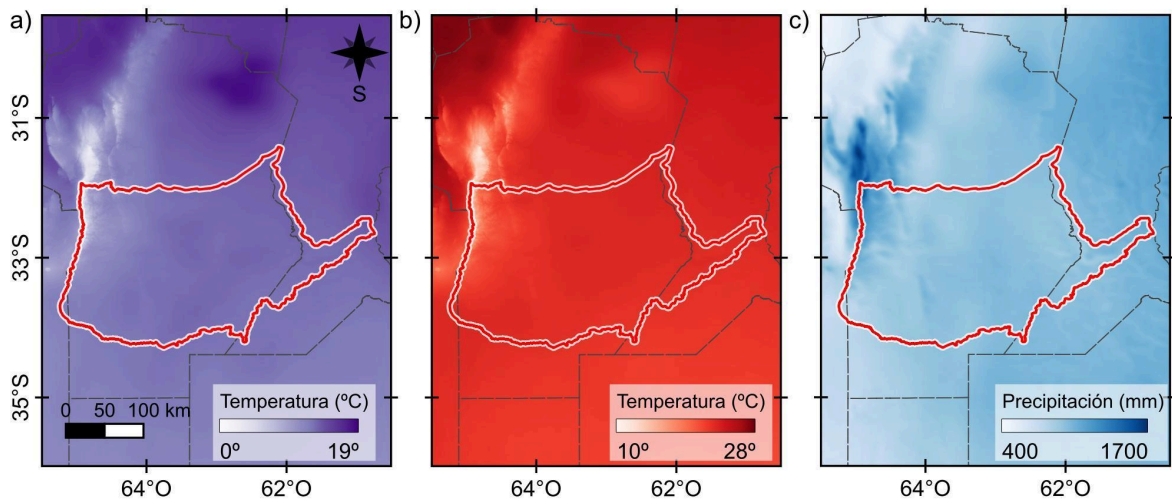 a)
b)
c)
S
31°S
33°S
35°S
0 50 100 km
Temperatura (ºC)
0º 19º
Temperatura (ºC)
10º 28º
Precipitación (mm)
400 1700
64°O 62°O
64°O 62°O
64°O 62°O